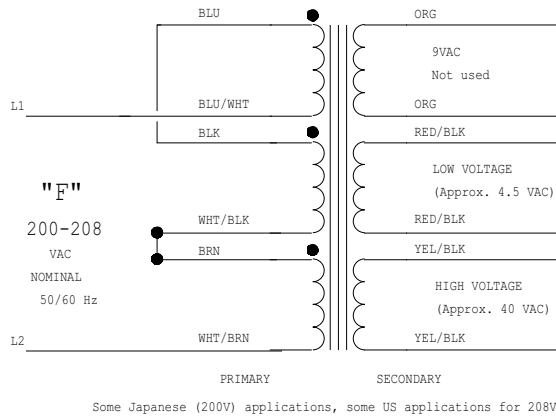 BLU
ORG
9VAC
Not used
L1
BLU/WHT
ORG
BLK
RED/BLK
"F"
LOW VOLTAGE
(Approx. 4.5 VAC)
200-208
WHT/BLK
RED/BLK
VAC
BRN
YEL/BLK
NOMINAL
50/60 Hz
HIGH VOLTAGE
(Approx. 40 VAC)
L2
WHT/BRN
YEL/BLK
PRIMARY
SECONDARY
Some Japanese (200V) applications, some US applications for 208V